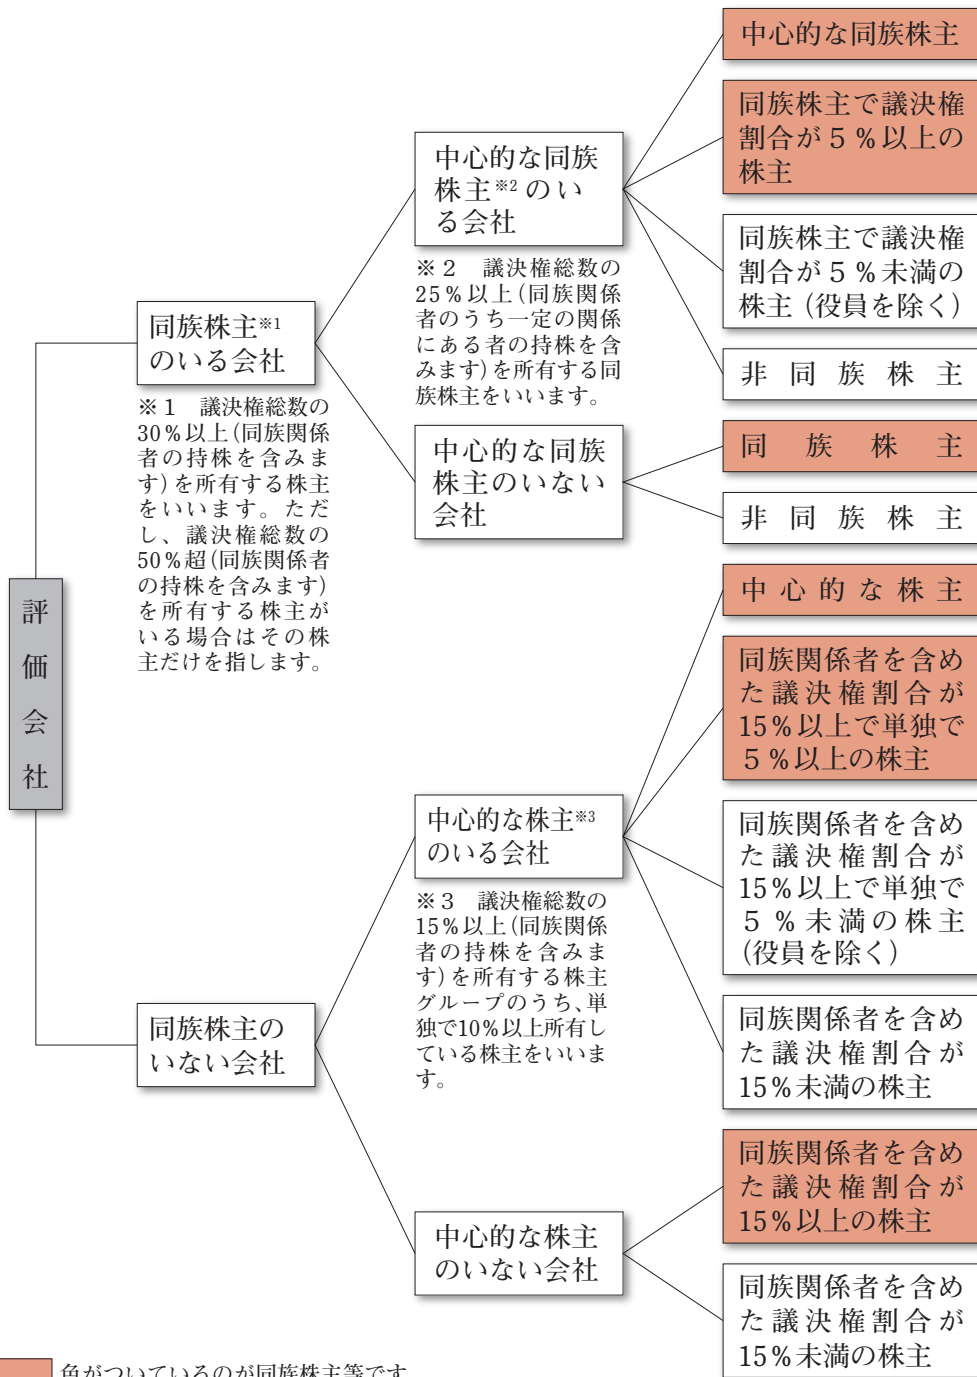 評価会社
同族株主※1
のいる会社
※1　議決権総数の
30%以上(同族関係
者の持株を含みま
す)を所有する株主
をいいます。ただ
し、議決権総数の
50%超(同族関係者
の持株を含みます)
を所有する株主が
いる場合はその株
主だけを指します。
中心的な同族
株主※2のい
る会社
※2　議決権総数の
25%以上(同族関係
者のうち一定の関係
にある者の持株を含
みます)を所有する同
族株主をいいます。
中心的な同族株主
同族株主で議決権
割合が5%以上の
株主
同族株主で議決権
割合が5%未満の
株主(役員を除く)
非同族株主
中心的な同族
株主のいない
会社
同族株主
非同族株主
同族株主の
いない会社
中心的な株主※3
のいる会社
※3　議決権総数の
15%以上(同族関係
者の持株を含みま
す)を所有する株主
グループのうち、単
独で10%以上所有し
ている株主をいいま
す。
中心的な株主
同族関係者を含め
た議決権割合が
15%以上で単独で
5%以上の株主
同族関係者を含め
た議決権割合が
15%以上で単独で
5%未満の株主
(役員を除く)
同族関係者を含め
た議決権割合が
15%未満の株主
中心的な株主
のいない会社
同族関係者を含め
た議決権割合が
15%以上の株主
同族関係者を含め
た議決権割合が
15%未満の株主
色がついているのが同族株主等です